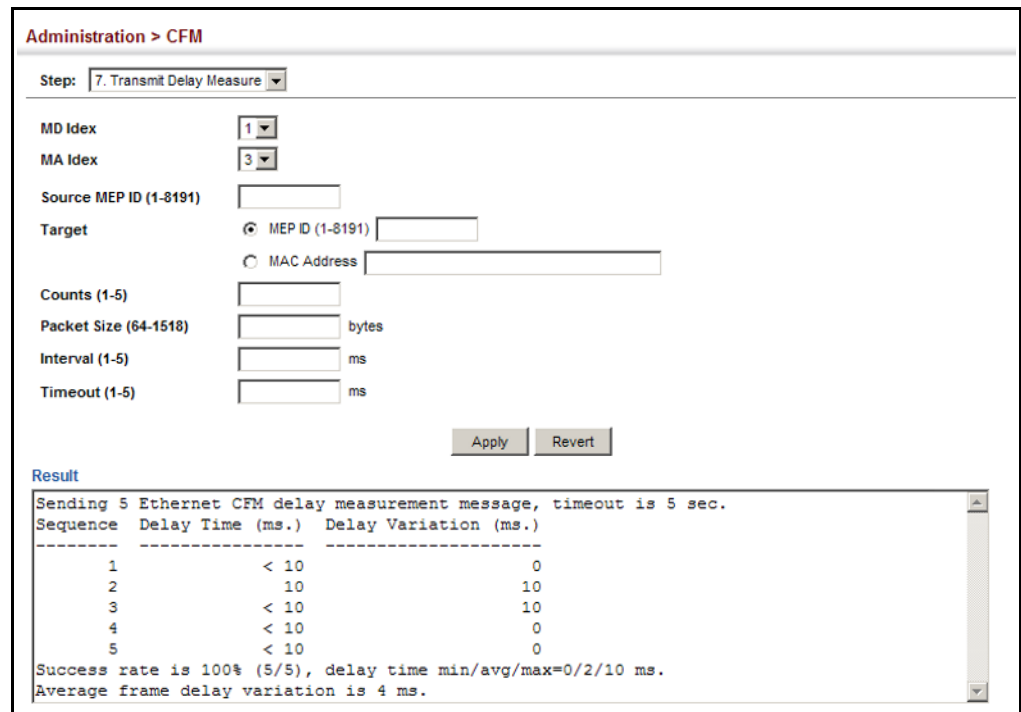 Administration > CFM
Step: 7. Transmit Delay Measure
MD Idex 1
MA Idex 3
Source MEP ID (1-8191)
Target MEP ID (1-8191)
MAC Address
Counts (1-5)
Packet Size (64-1518) bytes
Interval (1-5) ms
Timeout (1-5) ms
Apply Revert
Result
Sending 5 Ethernet CFM delay measurement message, timeout is 5 sec.
Sequence Delay Time (ms.) Delay Variation (ms.)
-------- ---------------- ---------------------
1 < 10 0
2 10 10
3 < 10 10
4 < 10 0
5 < 10 0
Success rate is 100% (5/5), delay time min/avg/max=0/2/10 ms.
Average frame delay variation is 4 ms.